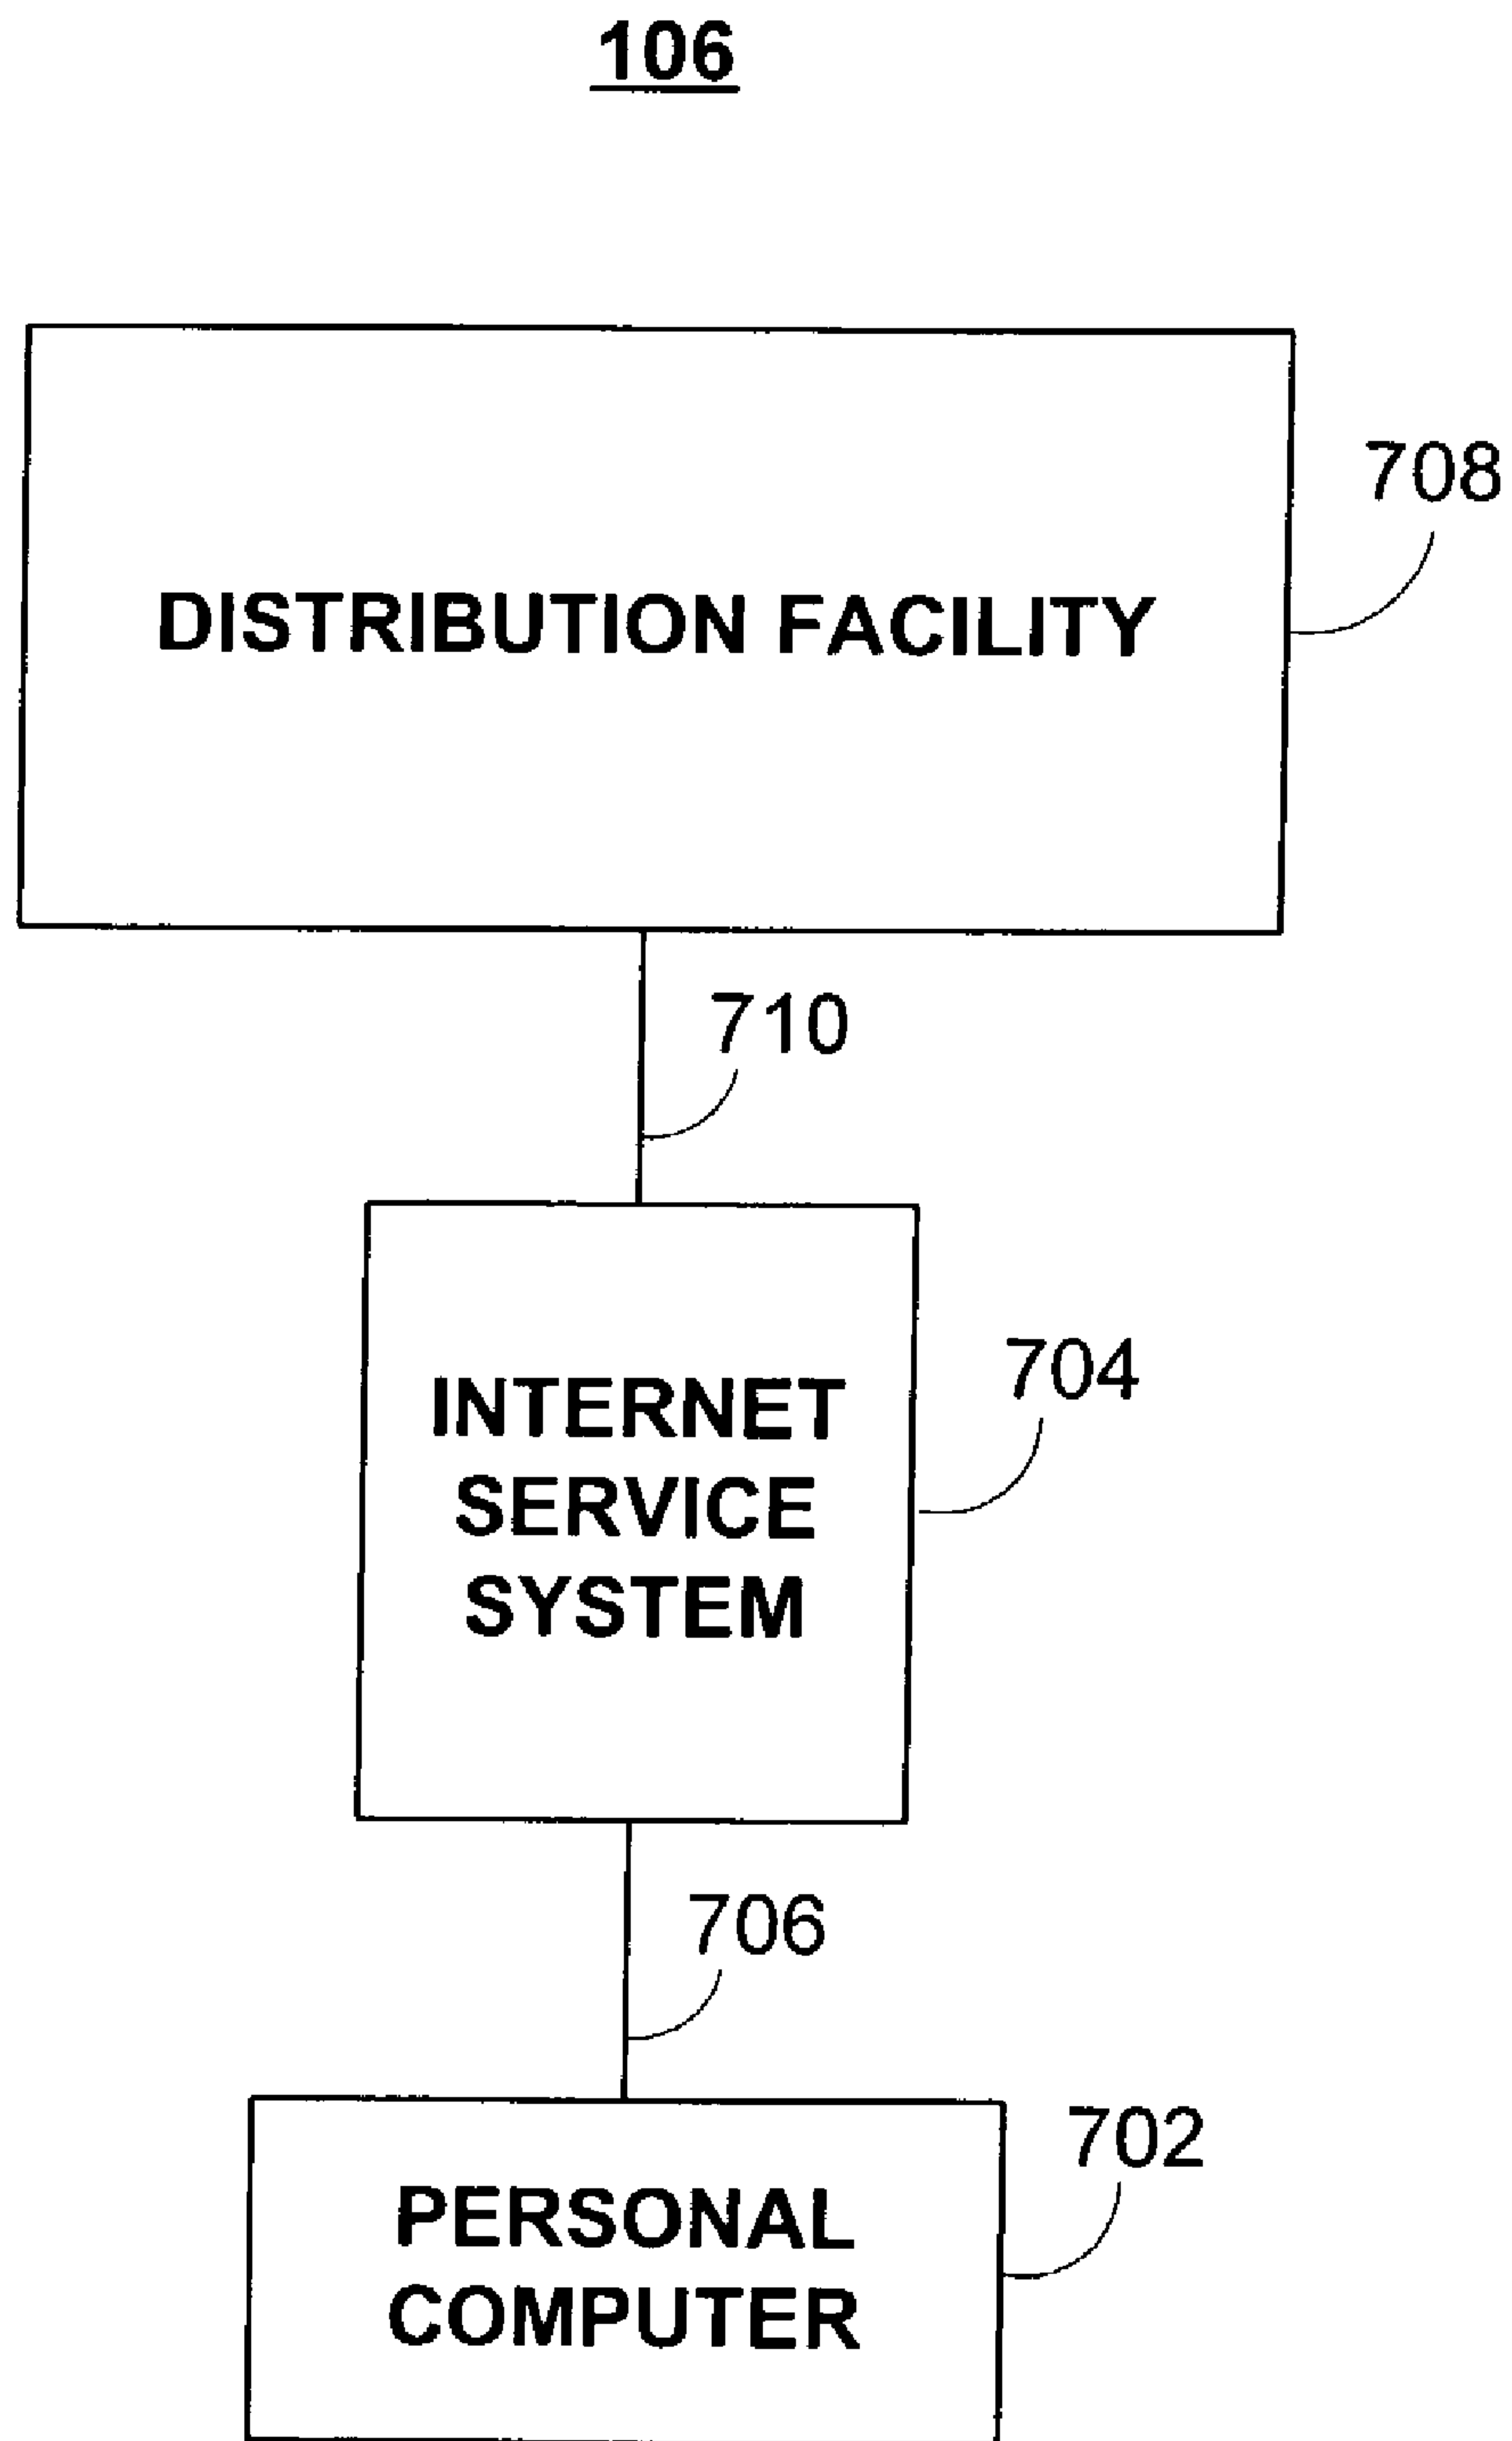 106
708
DISTRIBUTION FACILITY
710
704
INTERNET
SERVICE
SYSTEM
706
702
PERSONAL
COMPUTER